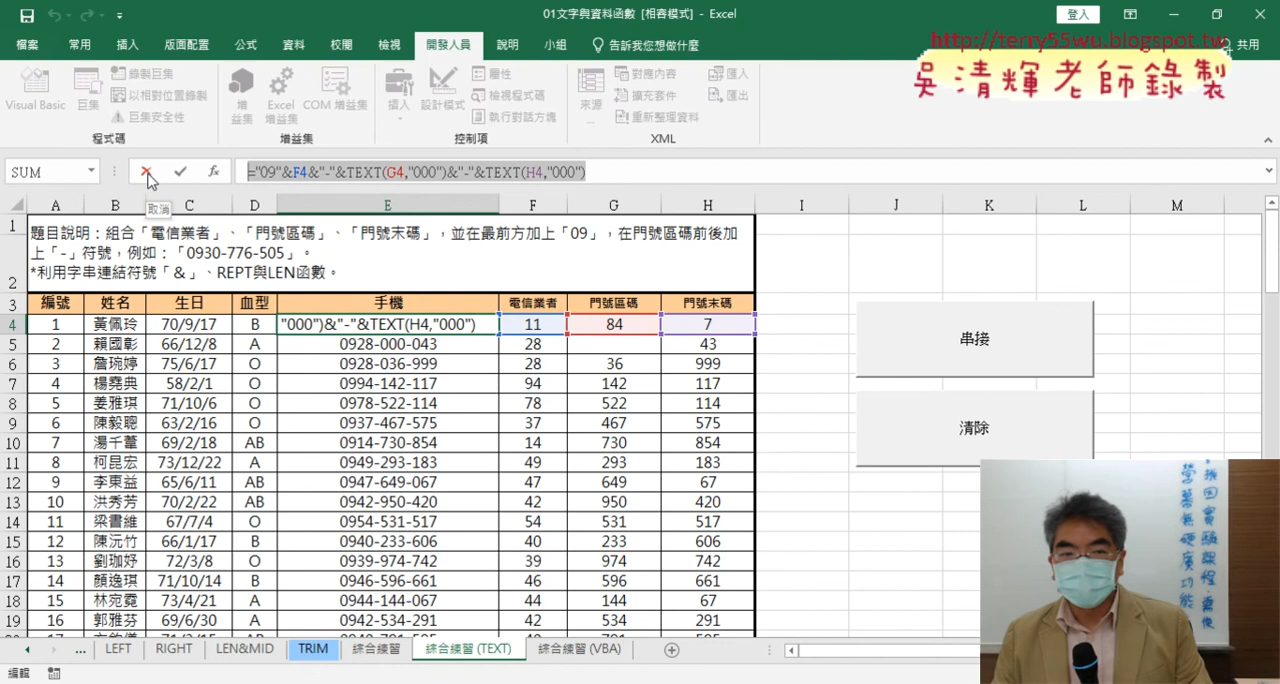 01文字與資料函數 [相容模式] - Excel
登入
檔案 常用 插入 版面配置 公式 資料 校閱 檢視 開發人員 說明 小組 告訴我您想做什麼 共用
http://terry55wu.blogspot.tw
吳清輝老師錄製
Visual Basic 巨集 錄製巨集 以相對位置錄製 巨集安全性
程式碼
增益集 Excel 增益集 COM 增益集
增益集
插入 設計模式 屬性 檢視程式碼 執行對話方塊
控制項
來源 對應內容 擴充套件 重新整理資料 匯入 匯出
XML
SUM fx ="09"&F4&"-"&TEXT(G4,"000")&"-"&TEXT(H4,"000")
取消
A B C D E F G H I J K L M
1 題目說明：組合「電信業者」、「門號區碼」、「門號末碼」，並在最前方加上「09」，在門號區碼前後加
上「-」符號，例如：「0930-776-505」。
2 *利用字串連結符號「&」、REPT與LEN函數。
3 編號 姓名 生日 血型 手機 電信業者 門號區碼 門號末碼
4 1 黃佩玲 70/9/17 B "000")&"-"&TEXT(H4,"000") 11 84 7
5 2 賴國彰 66/12/8 A 0928-000-043 28 43
6 3 詹琬婷 75/6/17 O 0928-036-999 28 36 999
7 4 楊堯典 58/2/1 O 0994-142-117 94 142 117
8 5 姜雅琪 71/10/6 O 0978-522-114 78 522 114
9 6 陳毅聰 63/2/16 O 0937-467-575 37 467 575
10 7 湯千蕙 69/2/18 AB 0914-730-854 14 730 854
11 8 柯昆宏 73/12/22 A 0949-293-183 49 293 183
12 9 李東益 65/6/11 AB 0947-649-067 47 649 67
13 10 洪秀芳 70/2/22 AB 0942-950-420 42 950 420
14 11 梁書維 67/7/4 O 0954-531-517 54 531 517
15 12 陳沅竹 66/1/17 B 0940-233-606 40 233 606
16 13 劉珈妤 72/3/8 O 0939-974-742 39 974 742
17 14 顏逸琪 71/10/14 B 0946-596-661 46 596 661
18 15 林宛霓 73/4/21 A 0944-144-067 44 144 67
19 16 郭雅芬 69/6/30 A 0942-534-291 42 534 291
串接
清除
... LEFT RIGHT LEN&MID TRIM 綜合練習 綜合練習 (TEXT) 綜合練習 (VBA)
編輯